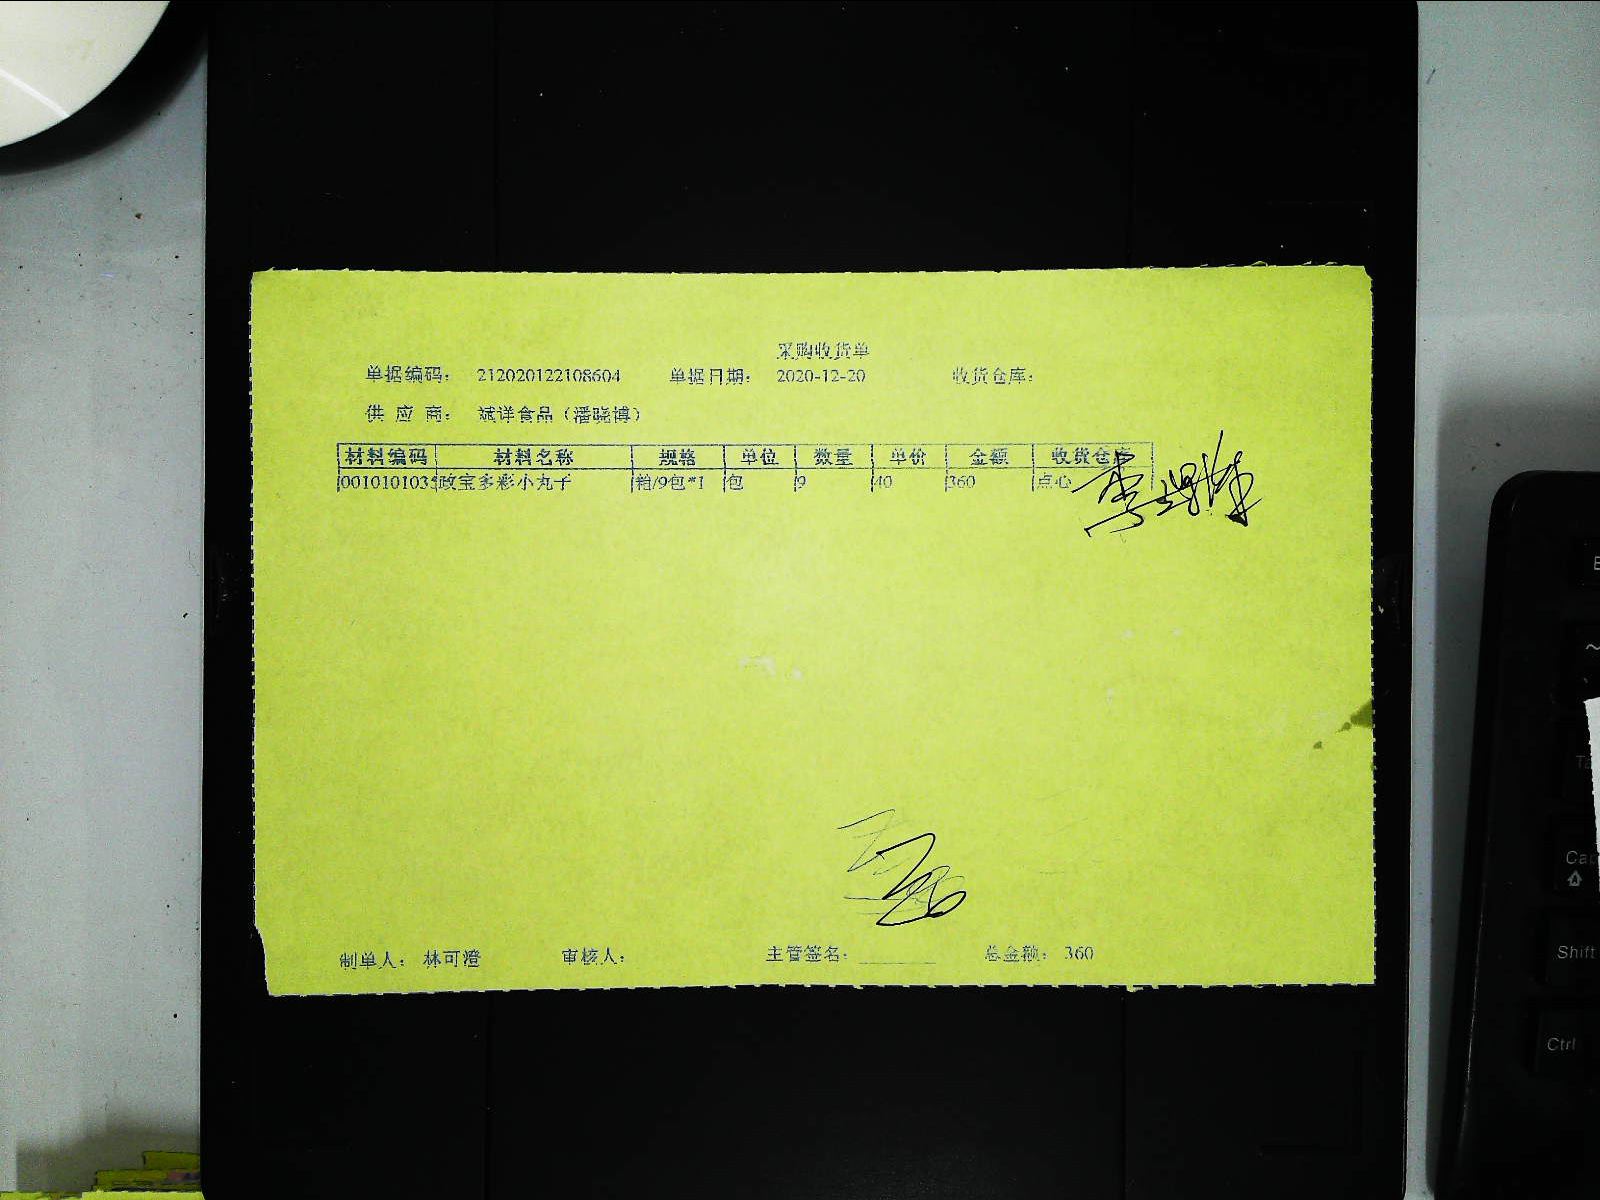 采购收货单
单据编码： 212020122108604 单据日期： 2020-12-20 收货仓库：
供 应 商： 斌洋食品（潘晓博）
材料编码 材料名称 规格 单位 数量 单价 金额 收货仓库
001010103 政宝多彩小丸子 箱/9包*1 包 9 40 360 点心
制单人： 林可澄 审核人： 主管签名： 总金额： 360
Shift
Ctrl